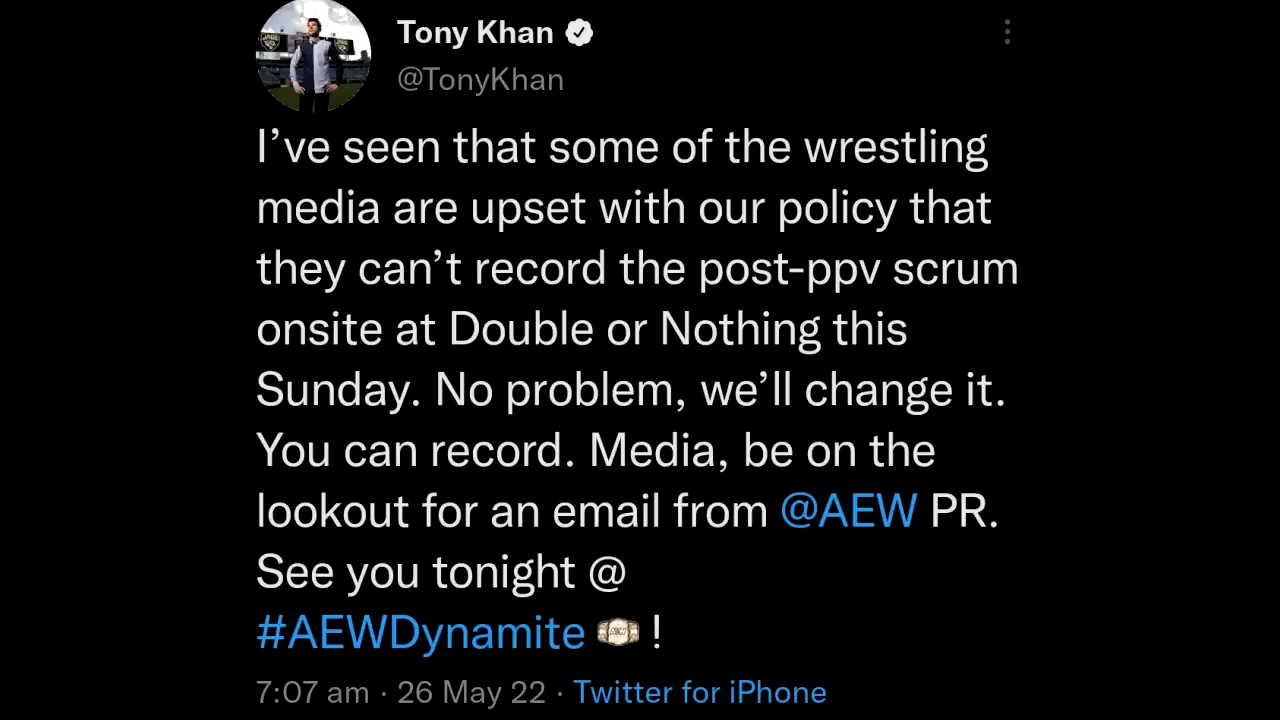 Tony Khan
@TonyKhan
I’ve seen that some of the wrestling
media are upset with our policy that
they can’t record the post-ppv scrum
onsite at Double or Nothing this
Sunday. No problem, we’ll change it.
You can record. Media, be on the
lookout for an email from @AEW PR.
See you tonight @
#AEWDynamite !
7:07 am · 26 May 22 · Twitter for iPhone